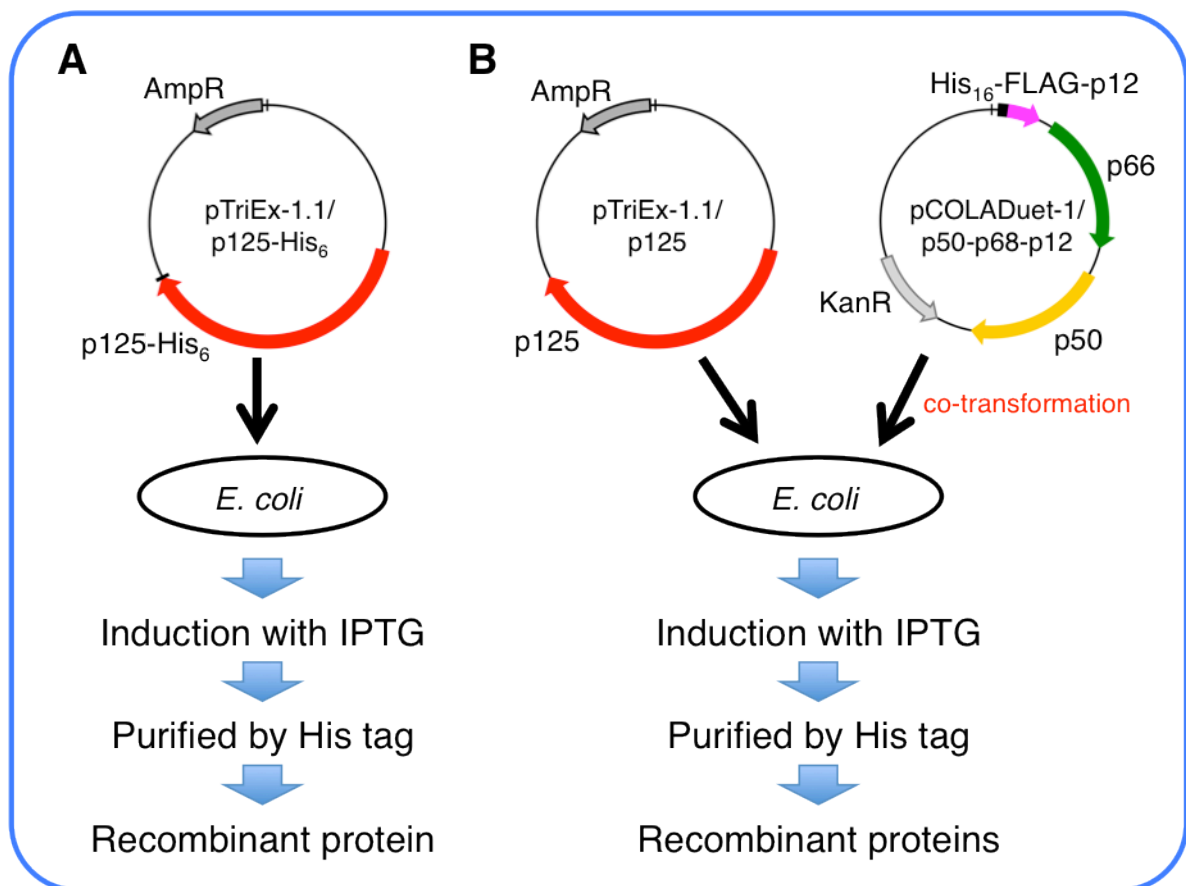 A
AmpR
pTriEx-1.1/
p125-His₆
p125-His₆
E. coli
Induction with IPTG
Purified by His tag
Recombinant protein
B
AmpR
pTriEx-1.1/
p125
p125
His₁₆-FLAG-p12
p66
pCOLADuet-1/
p50-p68-p12
KanR
p50
co-transformation
E. coli
Induction with IPTG
Purified by His tag
Recombinant proteins